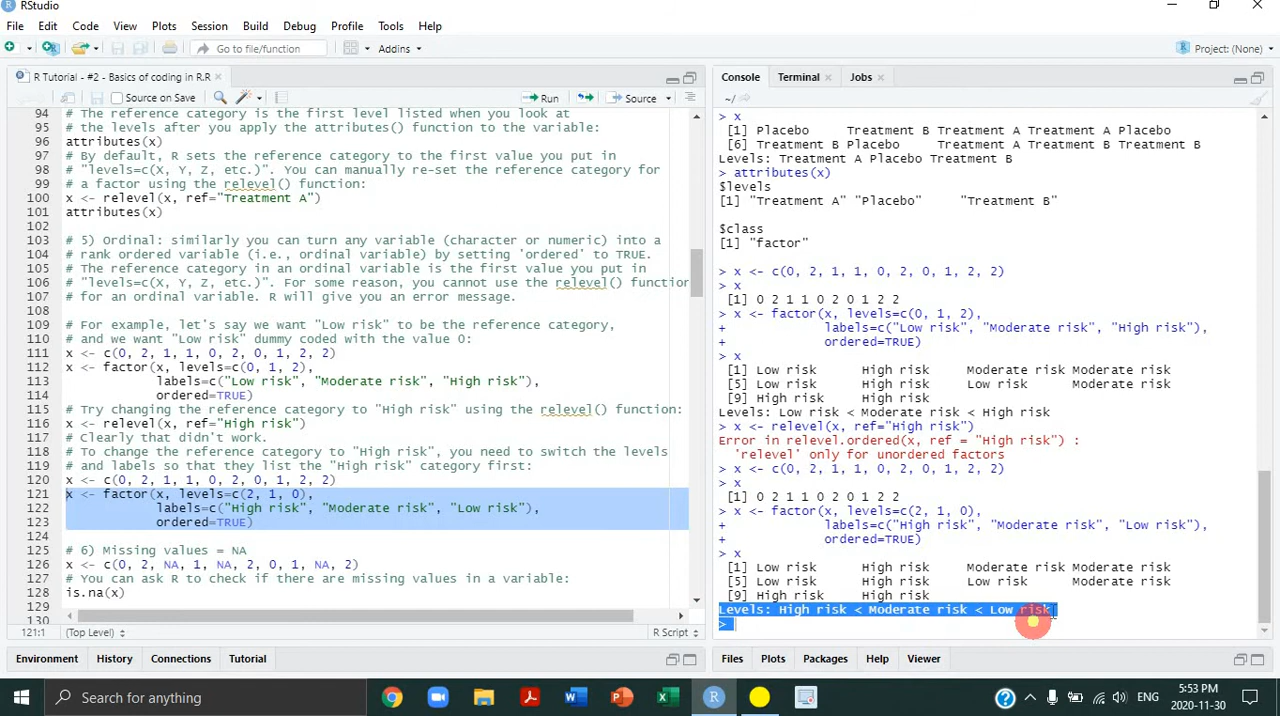 RStudio
File Edit Code View Plots Session Build Debug Profile Tools Help
Go to file/function Addins Project: (None)
R Tutorial - #2 - Basics of coding in R.R
Source on Save Run Source
94 # The reference category is the first level listed when you look at
95 # the levels after you apply the attributes() function to the variable:
96 attributes(x)
97 # By default, R sets the reference category to the first value you put in
98 # "levels=c(X, Y, Z, etc.)". You can manually re-set the reference category for
99 # a factor using the relevel() function:
100 x <- relevel(x, ref="Treatment A")
101 attributes(x)
102
103 # 5) Ordinal: similarly you can turn any variable (character or numeric) into a
104 # rank ordered variable (i.e., ordinal variable) by setting 'ordered' to TRUE.
105 # The reference category in an ordinal variable is the first value you put in
106 # "levels=c(X, Y, Z, etc.)". For some reason, you cannot use the relevel() function
107 # for an ordinal variable. R will give you an error message.
108
109 # For example, let's say we want "Low risk" to be the reference category,
110 # and we want "Low risk" dummy coded with the value 0:
111 x <- c(0, 2, 1, 1, 0, 2, 0, 1, 2, 2)
112 x <- factor(x, levels=c(0, 1, 2),
113 labels=c("Low risk", "Moderate risk", "High risk"),
114 ordered=TRUE)
115 # Try changing the reference category to "High risk" using the relevel() function:
116 x <- relevel(x, ref="High risk")
117 # Clearly that didn't work.
118 # To change the reference category to "High risk", you need to switch the levels
119 # and labels so that they list the "High risk" category first:
120 x <- c(0, 2, 1, 1, 0, 2, 0, 1, 2, 2)
121 x <- factor(x, levels=c(2, 1, 0),
122 labels=c("High risk", "Moderate risk", "Low risk"),
123 ordered=TRUE)
124
125 # 6) Missing values = NA
126 x <- c(0, 2, NA, 1, NA, 2, 0, 1, NA, 2)
127 # You can ask R to check if there are missing values in a variable:
128 is.na(x)
129
130
121:1 (Top Level) R Script
Environment History Connections Tutorial
Console Terminal Jobs
~/
> x
[1] Placebo Treatment B Treatment A Treatment A Placebo
[6] Treatment B Placebo Treatment A Treatment B Treatment B
Levels: Treatment A Placebo Treatment B
> attributes(x)
$levels
[1] "Treatment A" "Placebo" "Treatment B"
$class
[1] "factor"
> x <- c(0, 2, 1, 1, 0, 2, 0, 1, 2, 2)
> x
[1] 0 2 1 1 0 2 0 1 2 2
> x <- factor(x, levels=c(0, 1, 2),
+ labels=c("Low risk", "Moderate risk", "High risk"),
+ ordered=TRUE)
> x
[1] Low risk High risk Moderate risk Moderate risk
[5] Low risk High risk Low risk Moderate risk
[9] High risk High risk
Levels: Low risk < Moderate risk < High risk
> x <- relevel(x, ref="High risk")
Error in relevel.ordered(x, ref = "High risk") :
'relevel' only for unordered factors
> x <- c(0, 2, 1, 1, 0, 2, 0, 1, 2, 2)
> x
[1] 0 2 1 1 0 2 0 1 2 2
> x <- factor(x, levels=c(2, 1, 0),
+ labels=c("High risk", "Moderate risk", "Low risk"),
+ ordered=TRUE)
> x
[1] Low risk High risk Moderate risk Moderate risk
[5] Low risk High risk Low risk Moderate risk
[9] High risk High risk
Levels: High risk < Moderate risk < Low risk
>
Files Plots Packages Help Viewer
Search for anything
ENG
5:53 PM
2020-11-30